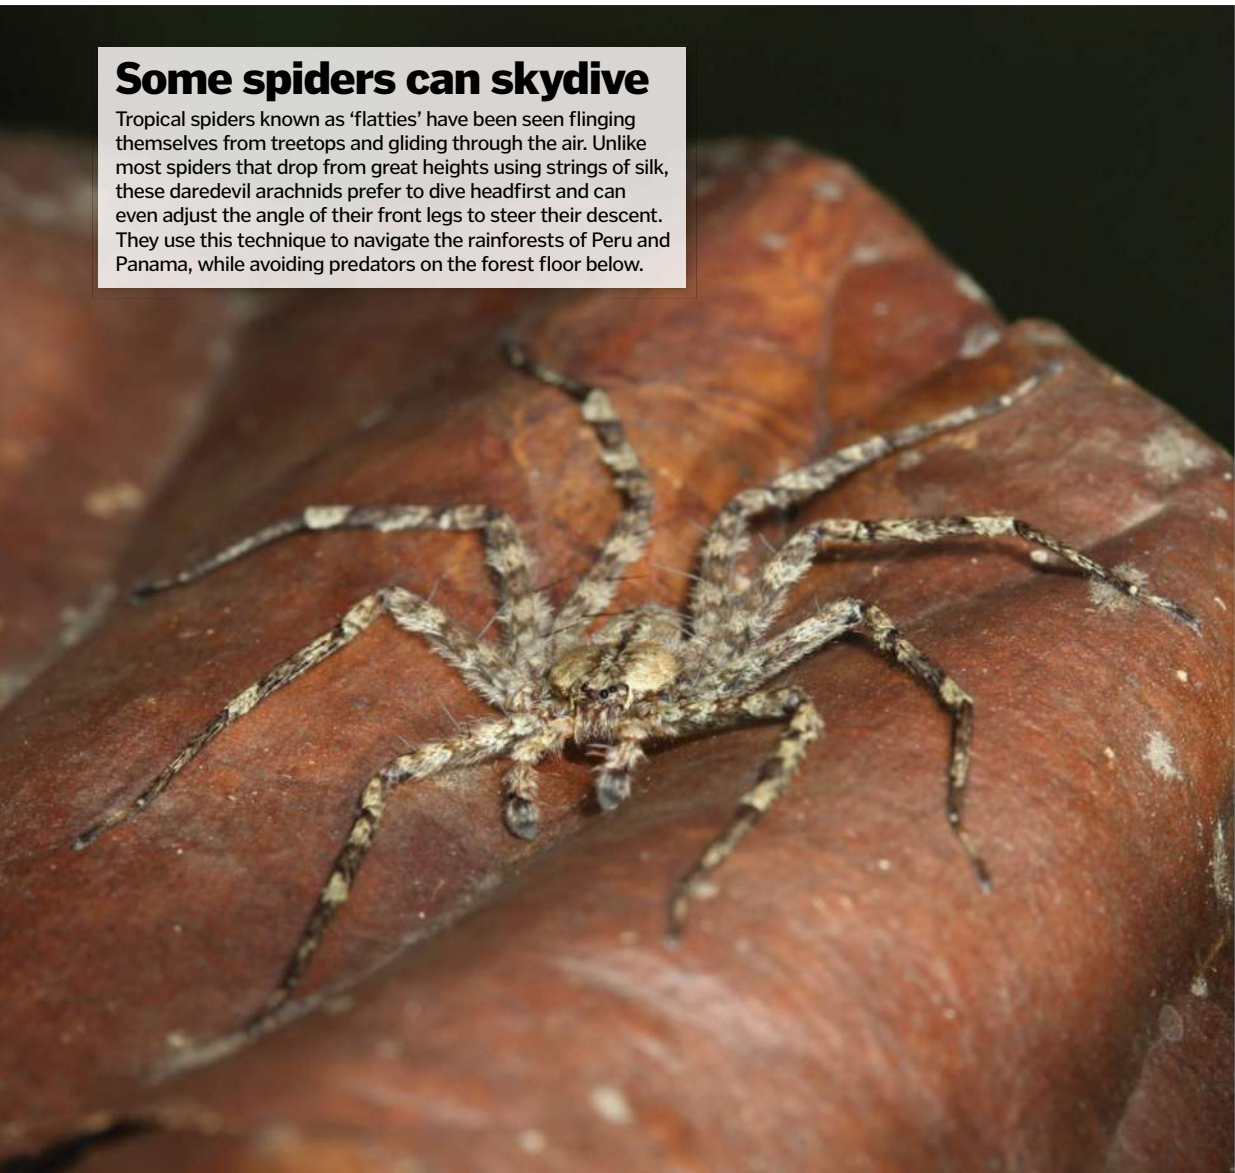 Some spiders can skydive
Tropical spiders known as ‘flatties’ have been seen flinging
themselves from treetops and gliding through the air. Unlike
most spiders that drop from great heights using strings of silk,
these daredevil arachnids prefer to dive headfirst and can
even adjust the angle of their front legs to steer their descent.
They use this technique to navigate the rainforests of Peru and
Panama, while avoiding predators on the forest floor below.